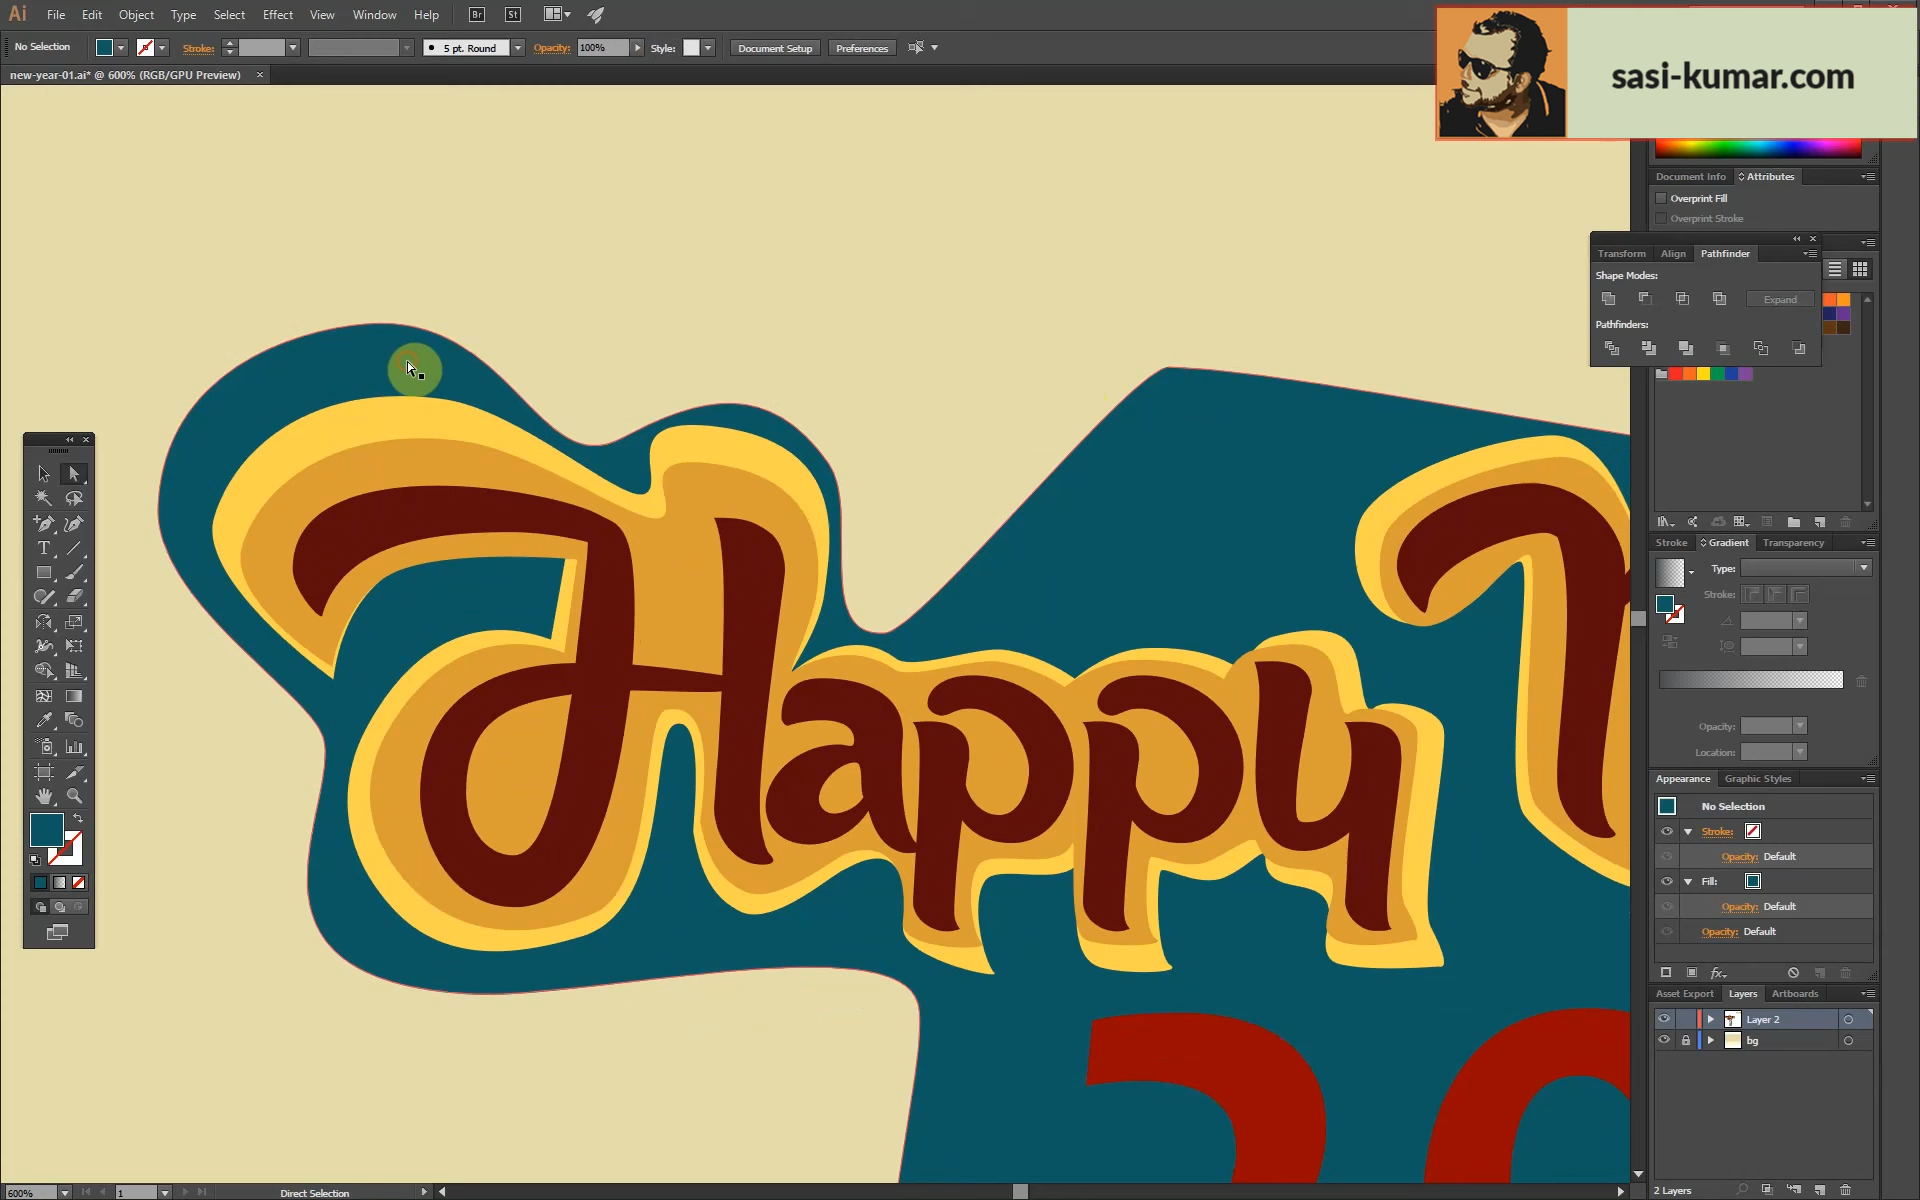 Ai File Edit Object Type Select Effect View Window Help Br St
No Selection Stroke: 5 pt. Round Opacity: 100% Style: Document Setup Preferences
new-year-01.ai* @ 600% (RGB/GPU Preview) ×
sasi-kumar.com
Document Info Attributes
Overprint Fill
Overprint Stroke
Transform Align Pathfinder
Shape Modes:
Expand
Pathfinders:
Happy
Stroke Gradient Transparency
Type:
Stroke:
Opacity:
Location:
Appearance Graphic Styles
No Selection
Stroke:
Opacity: Default
Fill:
Opacity: Default
Opacity: Default
fx
Asset Export Layers Artboards
Layer 2
bg
2 Layers
600% 1 Direct Selection